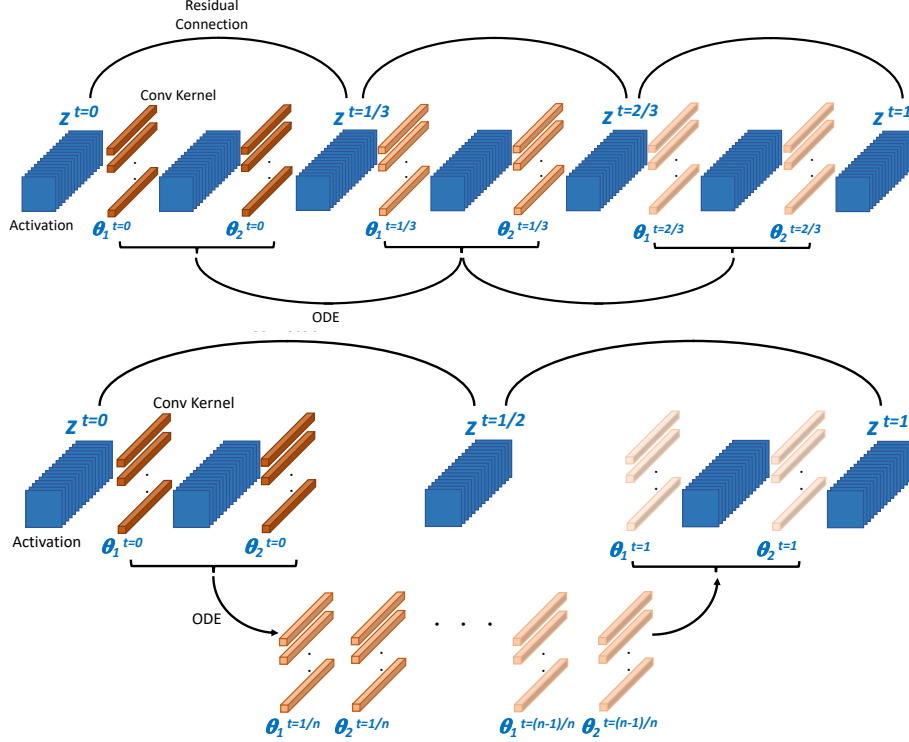 Residual
Connection
z t=0
Conv Kernel
z t=1/3
z t=2/3
z t=1
Activation
θ1 t=0
θ2 t=0
θ1 t=1/3
θ2 t=1/3
θ1 t=2/3
θ2 t=2/3
ODE
z t=0
Conv Kernel
z t=1/2
z t=1
Activation
θ1 t=0
θ2 t=0
θ1 t=1
θ2 t=1
ODE
θ1 t=1/n
θ2 t=1/n
θ1 t=(n-1)/n
θ2 t=(n-1)/n